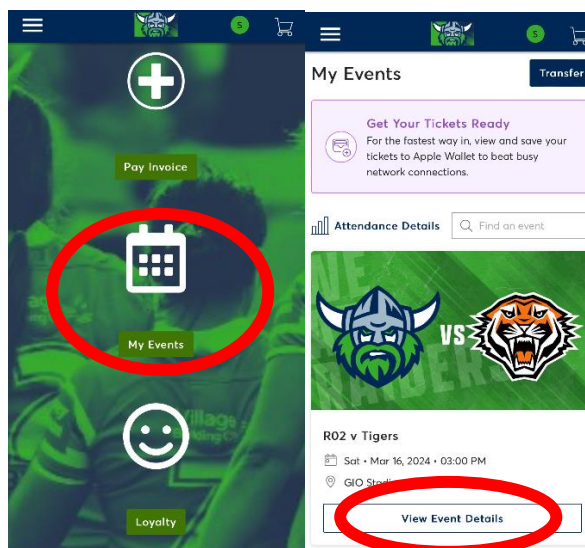 S
Pay Invoice
My Events
Loyalty
S
My Events
Transfer
Get Your Tickets Ready
For the fastest way in, view and save your
tickets to Apple Wallet to beat busy
network connections.
Attendance Details
Find an event
VS
R02 v Tigers
Sat • Mar 16, 2024 • 03:00 PM
GIO
View Event Details